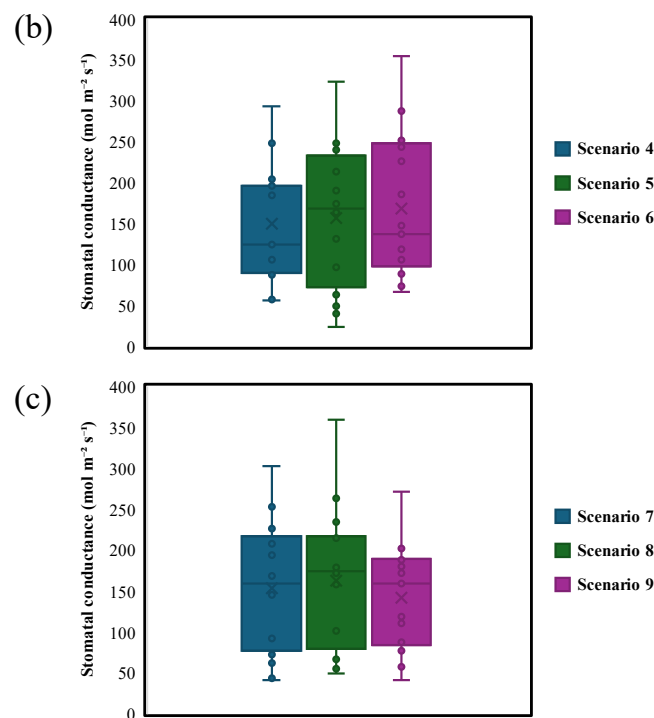 (b)
Stomatal conductance (mol m⁻² s⁻¹)
400
350
300
250
200
150
100
50
0
Scenario 4
Scenario 5
Scenario 6
(c)
Stomatal conductance (mol m⁻² s⁻¹)
400
350
300
250
200
150
100
50
0
Scenario 7
Scenario 8
Scenario 9